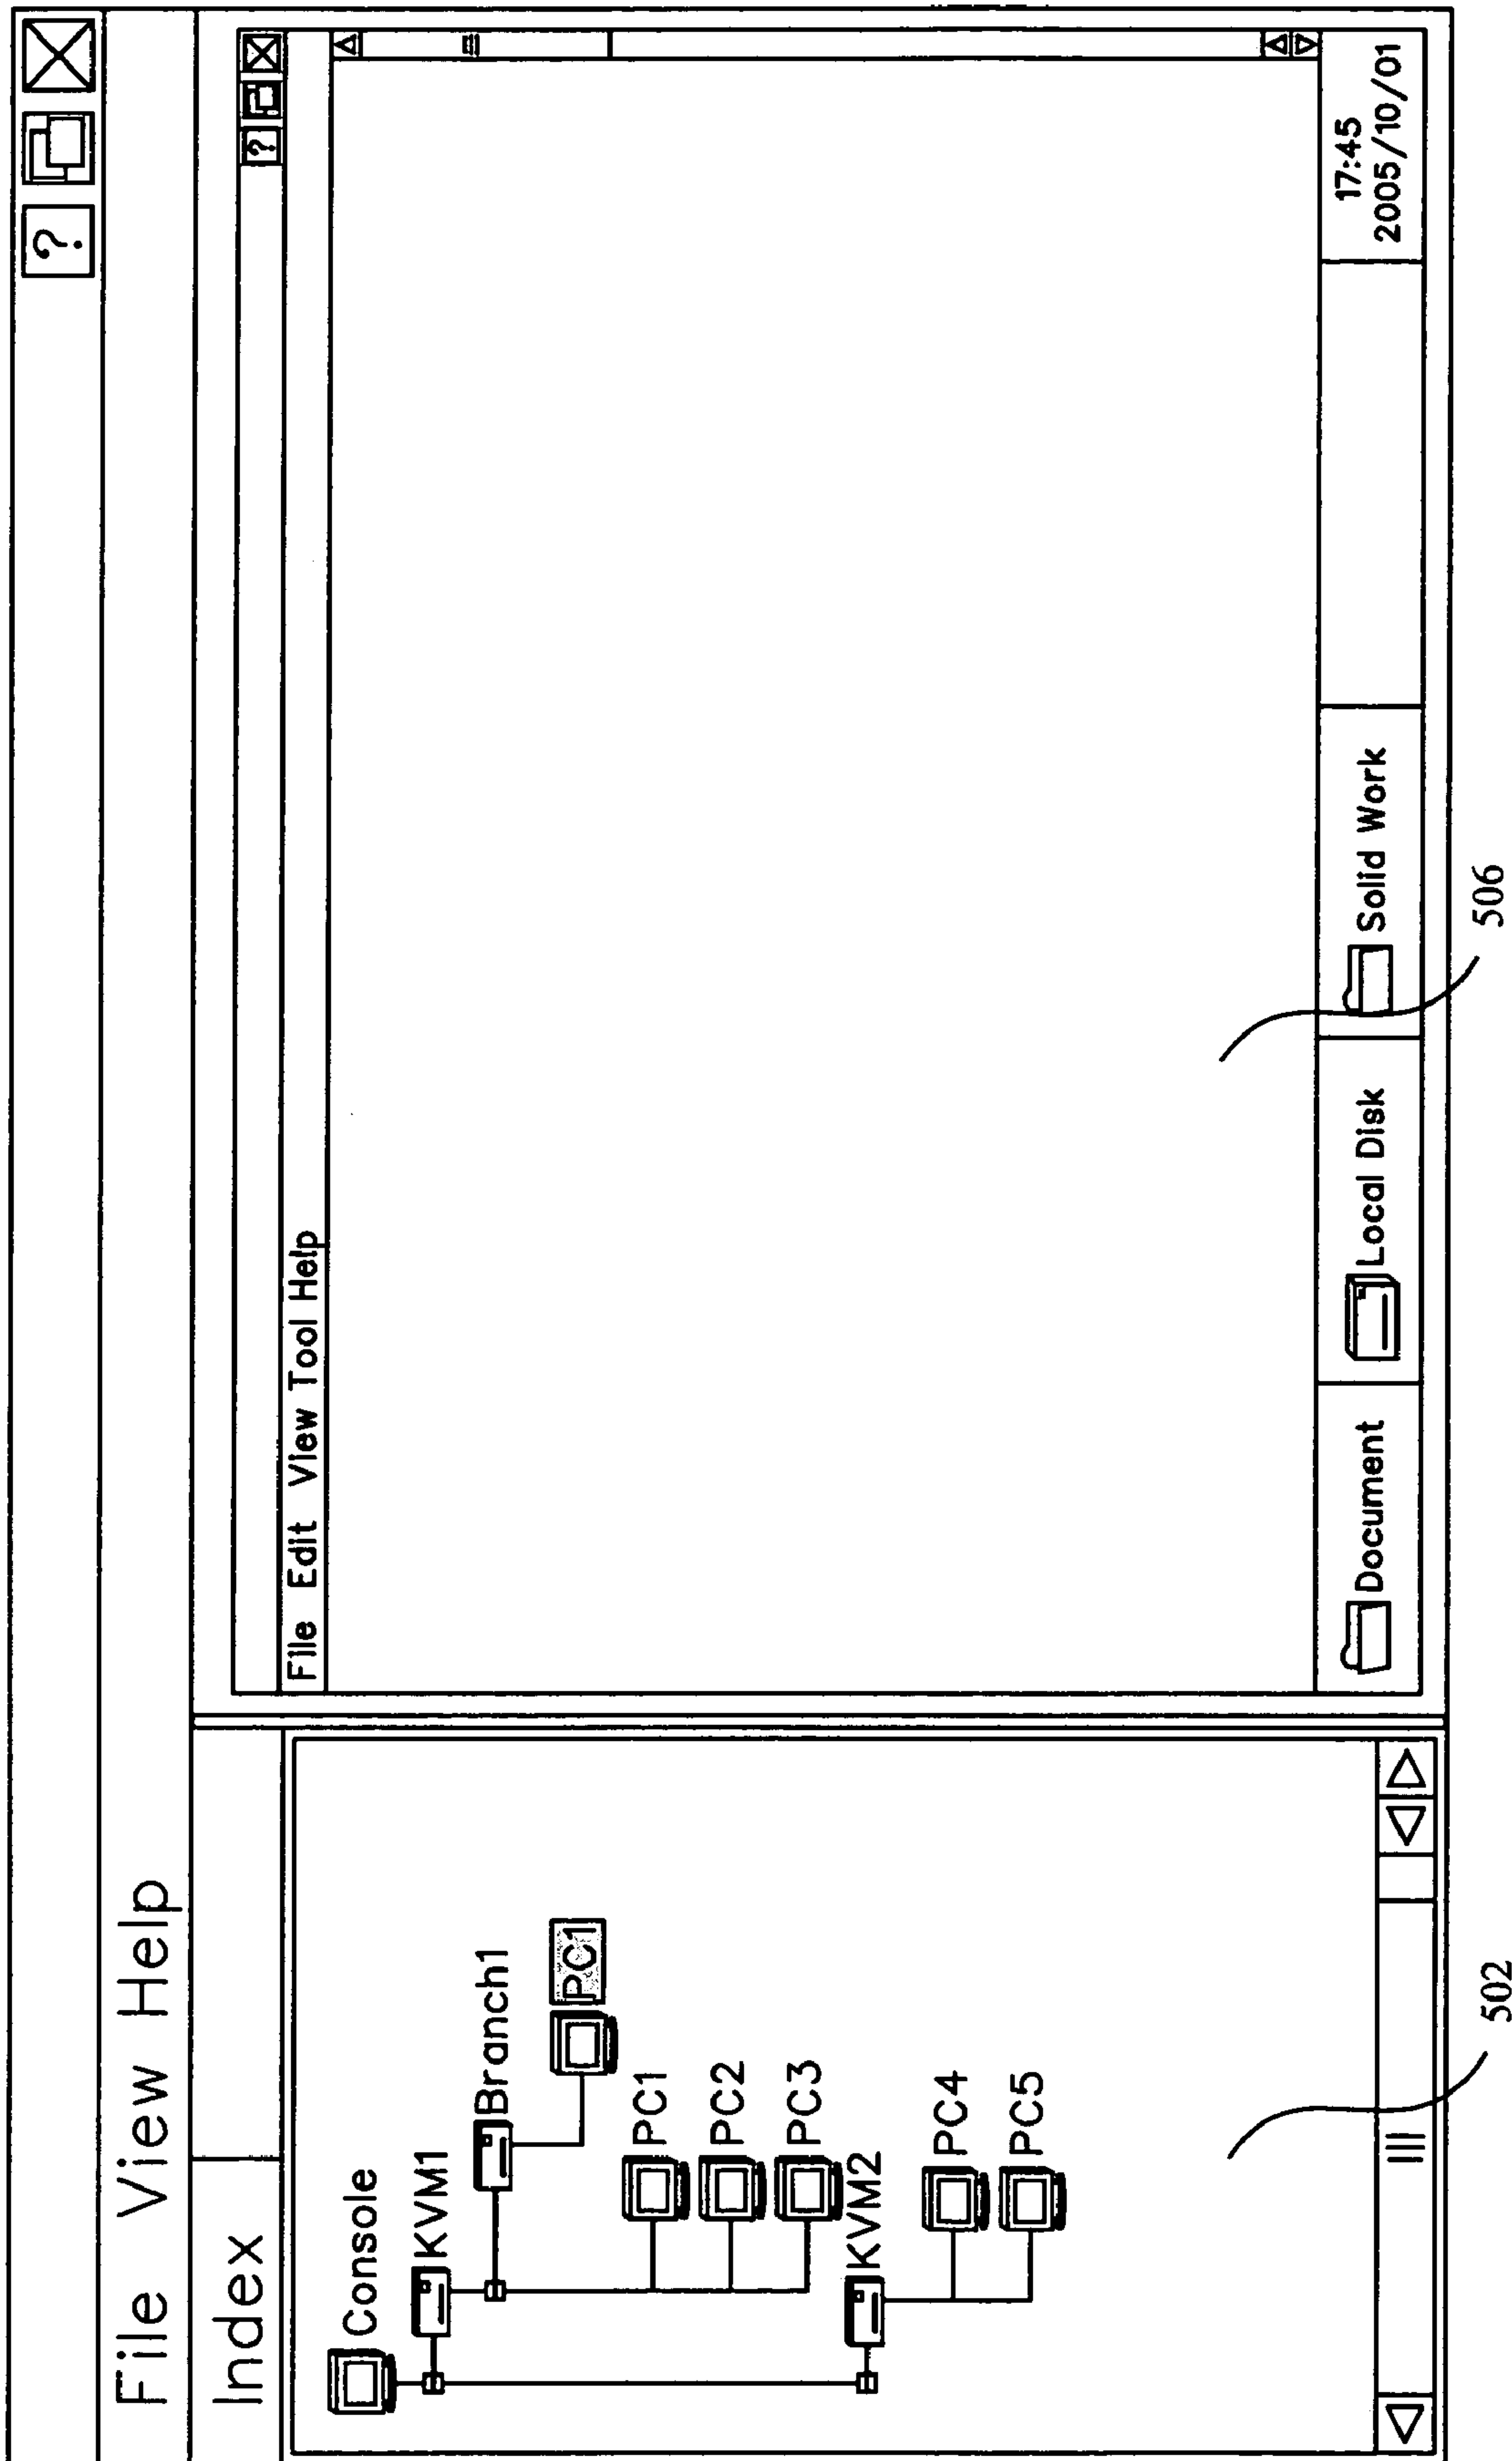 ?
File View Help
Index
Console
KVM1
Branch1
PC1
PC1
PC2
PC3
KVM2
PC4
PC5
?
File Edit View Tool Help
Document
Local Disk
Solid Work
17:45
2005/10/01
502
506